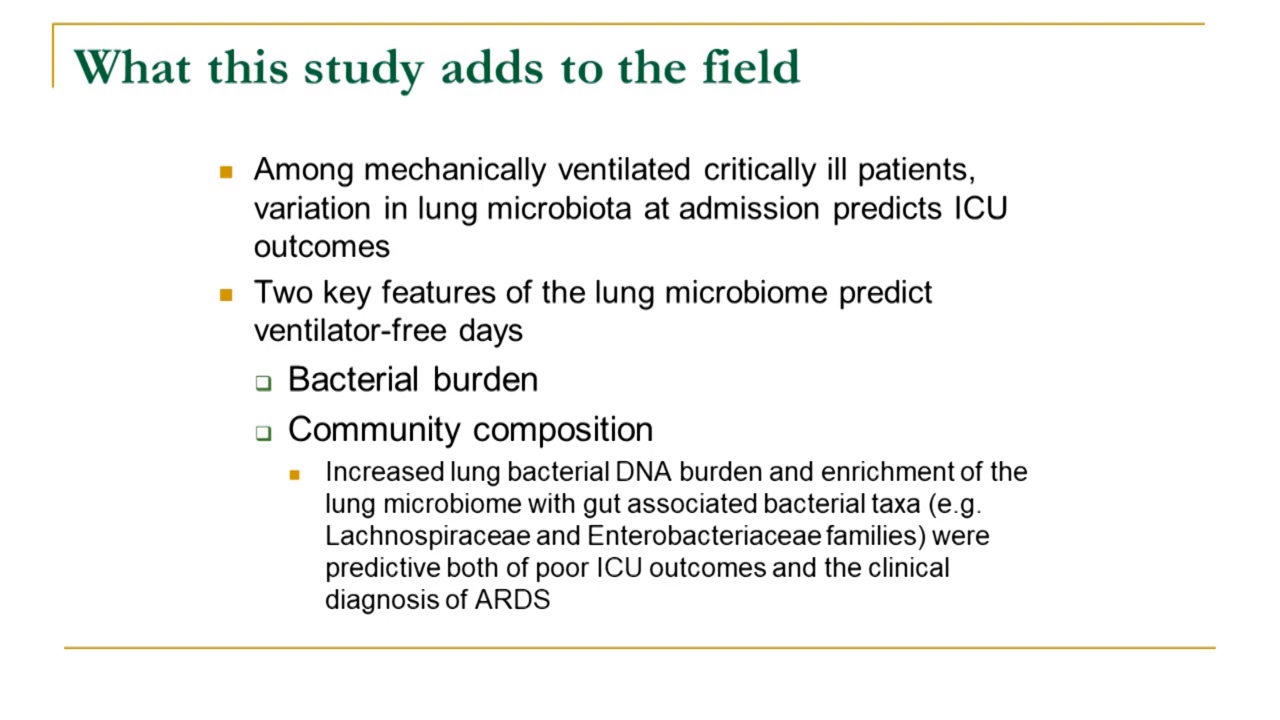 What this study adds to the field
Among mechanically ventilated critically ill patients,
variation in lung microbiota at admission predicts ICU
outcomes
Two key features of the lung microbiome predict
ventilator-free days
Bacterial burden
Community composition
Increased lung bacterial DNA burden and enrichment of the
lung microbiome with gut associated bacterial taxa (e.g.
Lachnospiraceae and Enterobacteriaceae families) were
predictive both of poor ICU outcomes and the clinical
diagnosis of ARDS